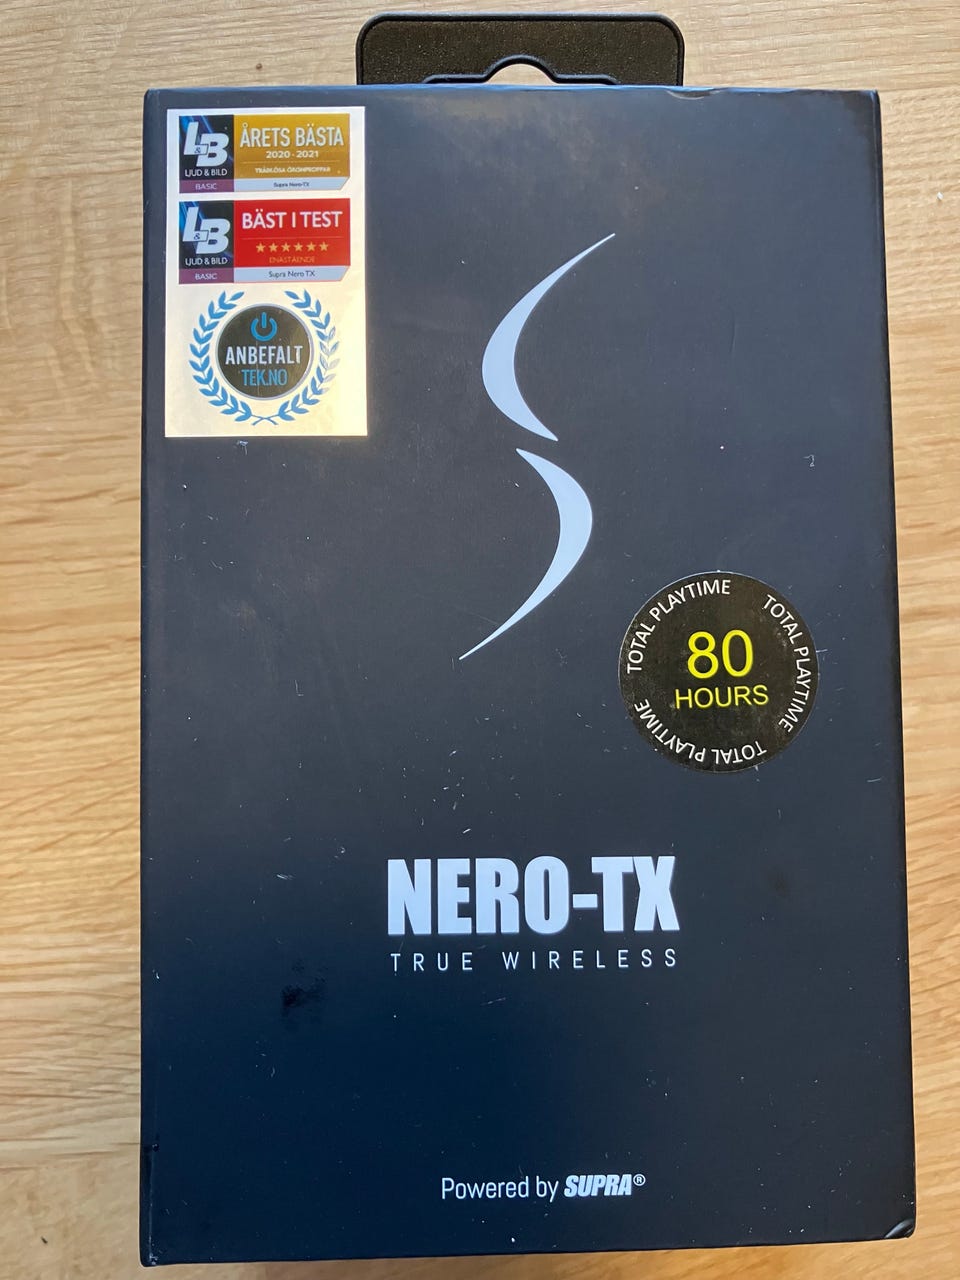 L&B
LJUD & BILD
BASIC
ÅRETS BÄSTA
2020 - 2021
TRÅDLÖSA ÖRONPROPPAR
Supra Nero-TX
L&B
LJUD & BILD
BASIC
BÄST I TEST
ENASTÅENDE
Supra Nero TX
ANBEFALT
TEK.NO
TOTAL PLAYTIME
TOTAL PLAYTIME
TOTAL PLAYTIME
TOTAL PLAYTIME
80
HOURS
NERO-TX
TRUE WIRELESS
Powered by SUPRA®